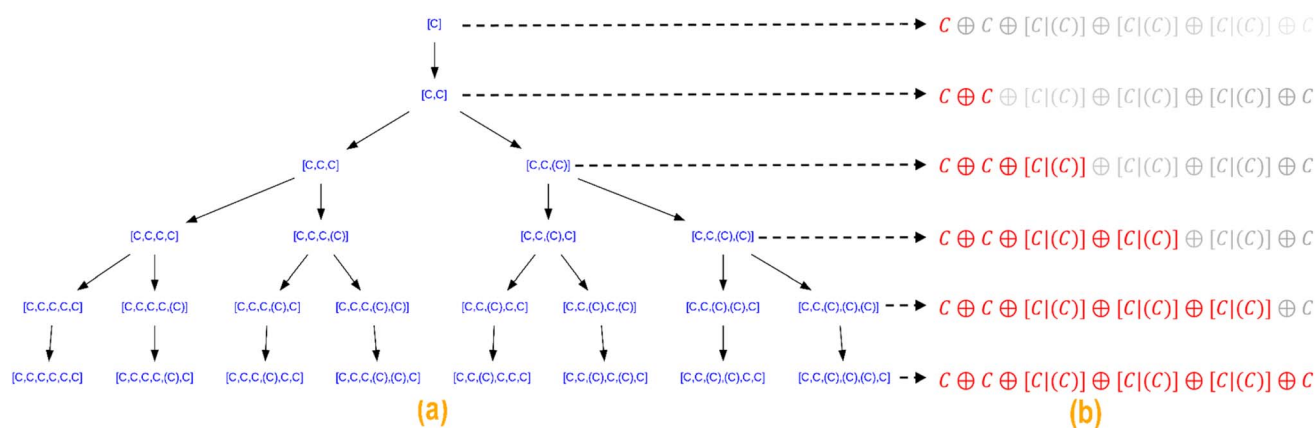 [C] C ⊕ C ⊕ [C|(C)] ⊕ [C|(C)] ⊕ [C|(C)] ⊕ C
[C,C] C ⊕ C ⊕ [C|(C)] ⊕ [C|(C)] ⊕ [C|(C)] ⊕ C
[C,C,C] [C,C,(C)] C ⊕ C ⊕ [C|(C)] ⊕ [C|(C)] ⊕ [C|(C)] ⊕ C
[C,C,C,C] [C,C,C,(C)] [C,C,(C),C] [C,C,(C),(C)] C ⊕ C ⊕ [C|(C)] ⊕ [C|(C)] ⊕ [C|(C)] ⊕ C
[C,C,C,C,C] [C,C,C,C,(C)] [C,C,C,(C),C] [C,C,C,(C),(C)] [C,C,(C),C,C] [C,C,(C),C,(C)] [C,C,(C),(C),C] [C,C,(C),(C),(C)] C ⊕ C ⊕ [C|(C)] ⊕ [C|(C)] ⊕ [C|(C)] ⊕ C
[C,C,C,C,C,C] [C,C,C,C,(C),C] [C,C,C,(C),C,C] [C,C,C,(C),(C),C] [C,C,(C),C,C,C] [C,C,(C),C,(C),C] [C,C,(C),(C),C,C] [C,C,(C),(C),(C),C] C ⊕ C ⊕ [C|(C)] ⊕ [C|(C)] ⊕ [C|(C)] ⊕ C
(a) (b)